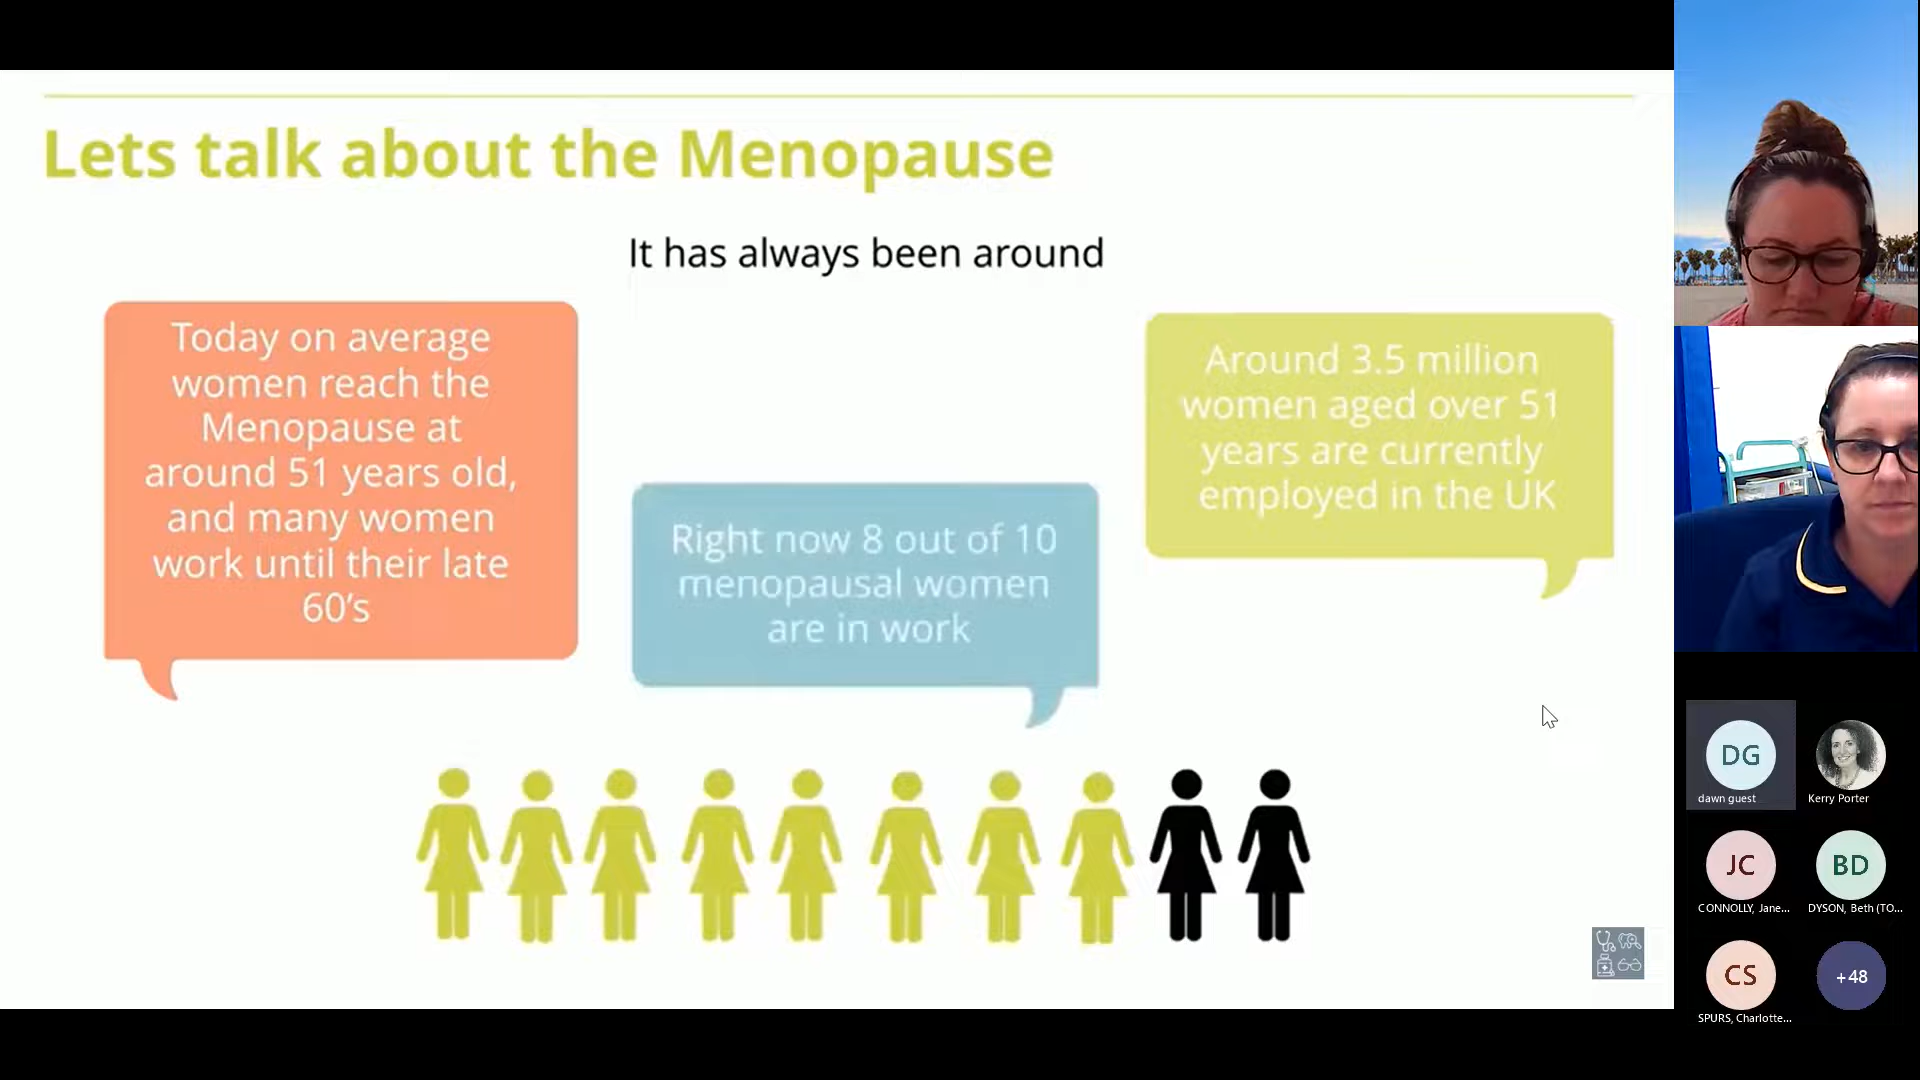 Lets talk about the Menopause
It has always been around
Today on average
women reach the
Menopause at
around 51 years old,
and many women
work until their late
60’s
Right now 8 out of 10
menopausal women
are in work
Around 3.5 million
women aged over 51
years are currently
employed in the UK
DG
dawn guest
Kerry Porter
JC
CONNOLLY, Jane...
BD
DYSON, Beth (TO...
CS
SPURS, Charlotte...
+48